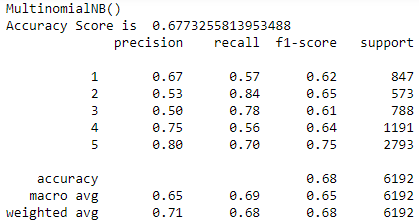 MultinomialNB()
Accuracy Score is 0.6773255813953488
precision recall f1-score support
1 0.67 0.57 0.62 847
2 0.53 0.84 0.65 573
3 0.50 0.78 0.61 788
4 0.75 0.56 0.64 1191
5 0.80 0.70 0.75 2793
accuracy 0.68 6192
macro avg 0.65 0.69 0.65 6192
weighted avg 0.71 0.68 0.68 6192